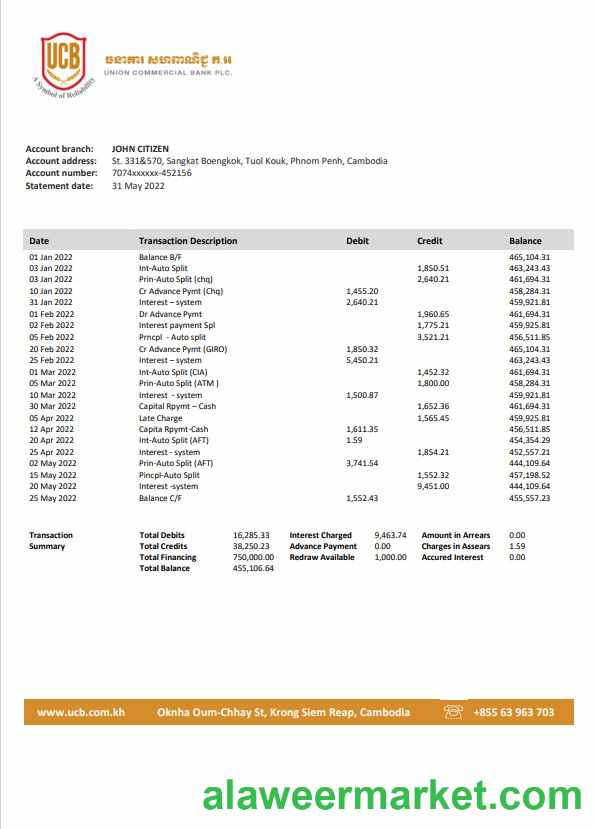 UCB
A Symbol of Reliability
ធនាគារ សហពាណិជ្ជ ភ.អ
UNION COMMERCIAL BANK PLC.
Account branch: JOHN CITIZEN
Account address: St. 331&570, Sangkat Boengkok, Tuol Kouk, Phnom Penh, Cambodia
Account number: 7074xxxxxx-452156
Statement date: 31 May 2022
Date Transaction Description Debit Credit Balance
01 Jan 2022 Balance B/F 465,104.31
03 Jan 2022 Int-Auto Split 1,850.51 463,243.43
03 Jan 2022 Prin-Auto Split (chq) 2,640.21 461,694.31
10 Jan 2022 Cr Advance Pymt (Chq) 1,455.20 458,284.31
31 Jan 2022 Interest – system 2,640.21 459,921.81
01 Feb 2022 Dr Advance Pymt 1,960.65 461,694.31
02 Feb 2022 Interest payment Spl 1,775.21 459,925.81
05 Feb 2022 Prncpl - Auto split 3,521.21 456,511.85
20 Feb 2022 Cr Advance Pymt (GIRO) 1,850.32 465,104.31
25 Feb 2022 Interest – system 5,450.21 463,243.43
01 Mar 2022 Int-Auto Split (CIA) 1,452.32 461,694.31
05 Mar 2022 Prin-Auto Split (ATM ) 1,800.00 458,284.31
10 Mar 2022 Interest - system 1,500.87 459,921.81
30 Mar 2022 Capital Rpymt – Cash 1,652.36 461,694.31
05 Apr 2022 Late Charge 1,565.45 459,925.81
12 Apr 2022 Capita Rpymt-Cash 1,611.35 456,511.85
20 Apr 2022 Int-Auto Split (AFT) 1.59 454,354.29
25 Apr 2022 Interest - system 1,854.21 452,557.21
02 May 2022 Prin-Auto Split (AFT) 3,741.54 444,109.64
15 May 2022 Pincpl-Auto Split 1,552.32 457,198.52
20 May 2022 Interest -system 9,451.00 444,109.64
25 May 2022 Balance C/F 1,552.43 455,557.23
Transaction Total Debits 16,285.33 Interest Charged 9,463.74 Amount in Arrears 0.00
Summary Total Credits 38,250.23 Advance Payment 0.00 Charges in Assears 1.59
Total Financing 750,000.00 Redraw Available 1,000.00 Accured Interest 0.00
Total Balance 455,106.64
www.ucb.com.kh Oknha Oum-Chhay St, Krong Siem Reap, Cambodia +855 63 963 703
alaweermarket.com